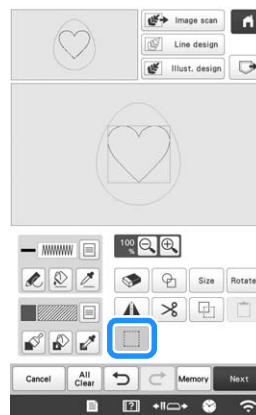 Image scan
Line design
Illust. design
100 %
Size
Rotate
Cancel
All Clear
Memory
Next